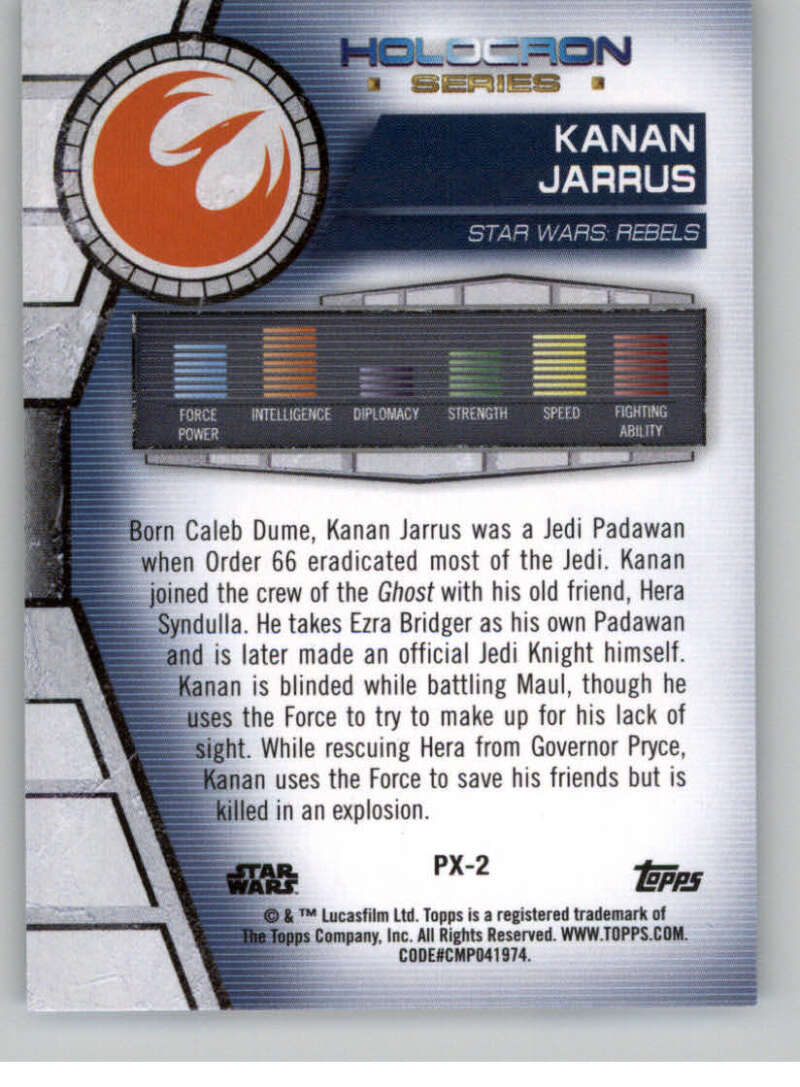 HOLOCRON
SERIES
KANAN
JARRUS
STAR WARS: REBELS
FORCE
POWER
INTELLIGENCE
DIPLOMACY
STRENGTH
SPEED
FIGHTING
ABILITY
Born Caleb Dume, Kanan Jarrus was a Jedi Padawan
when Order 66 eradicated most of the Jedi. Kanan
joined the crew of the Ghost with his old friend, Hera
Syndulla. He takes Ezra Bridger as his own Padawan
and is later made an official Jedi Knight himself.
Kanan is blinded while battling Maul, though he
uses the Force to try to make up for his lack of
sight. While rescuing Hera from Governor Pryce,
Kanan uses the Force to save his friends but is
killed in an explosion.
STAR
WARS
PX-2
Topps
© & ™ Lucasfilm Ltd. Topps is a registered trademark of
The Topps Company, Inc. All Rights Reserved. WWW.TOPPS.COM.
CODE#CMP041974.